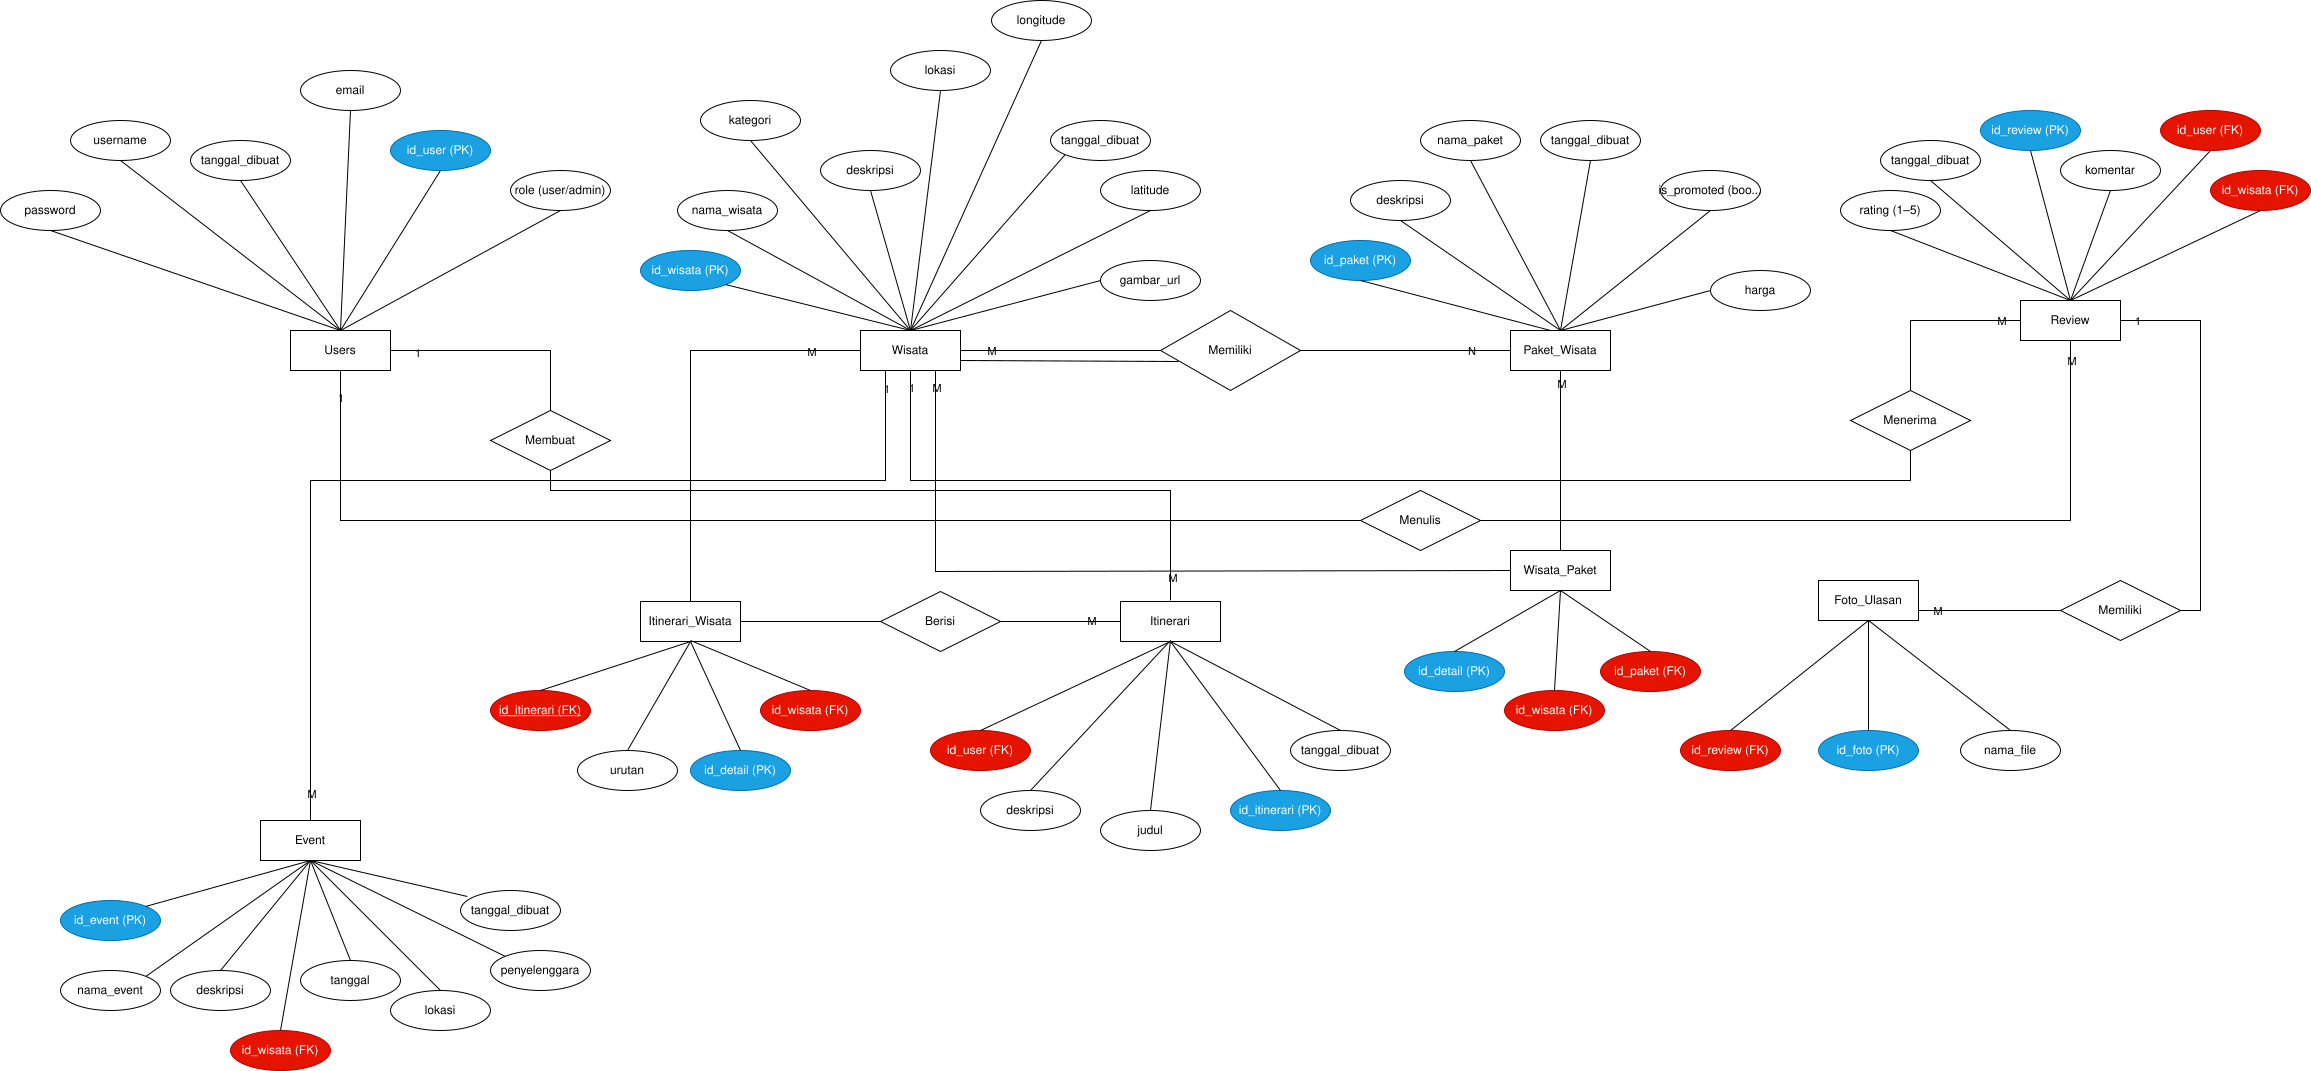 longitude
lokasi
email
kategori
username
tanggal_dibuat
id_user (PK)
role (user/admin)
password
deskripsi
nama_wisata
id_wisata (PK)
tanggal_dibuat
latitude
gambar_url
nama_paket
tanggal_dibuat
deskripsi
is_promoted (boo...
id_paket (PK)
harga
id_review (PK)
id_user (FK)
tanggal_dibuat
komentar
rating (1–5)
id_wisata (FK)
Users
1
1
M
Wisata
M
Memiliki
N
Paket_Wisata
M
Review
1
M
1
1
M
M
Membuat
Menerima
Menulis
M
Itinerari_Wisata
Berisi
M
Itinerari
Wisata_Paket
Foto_Ulasan
M
Memiliki
id_itinerari (FK)
id_wisata (FK)
urutan
id_detail (PK)
id_user (FK)
tanggal_dibuat
deskripsi
judul
id_itinerari (PK)
id_detail (PK)
id_paket (FK)
id_wisata (FK)
id_review (FK)
id_foto (PK)
nama_file
M
Event
id_event (PK)
tanggal_dibuat
nama_event
deskripsi
tanggal
penyelenggara
lokasi
id_wisata (FK)